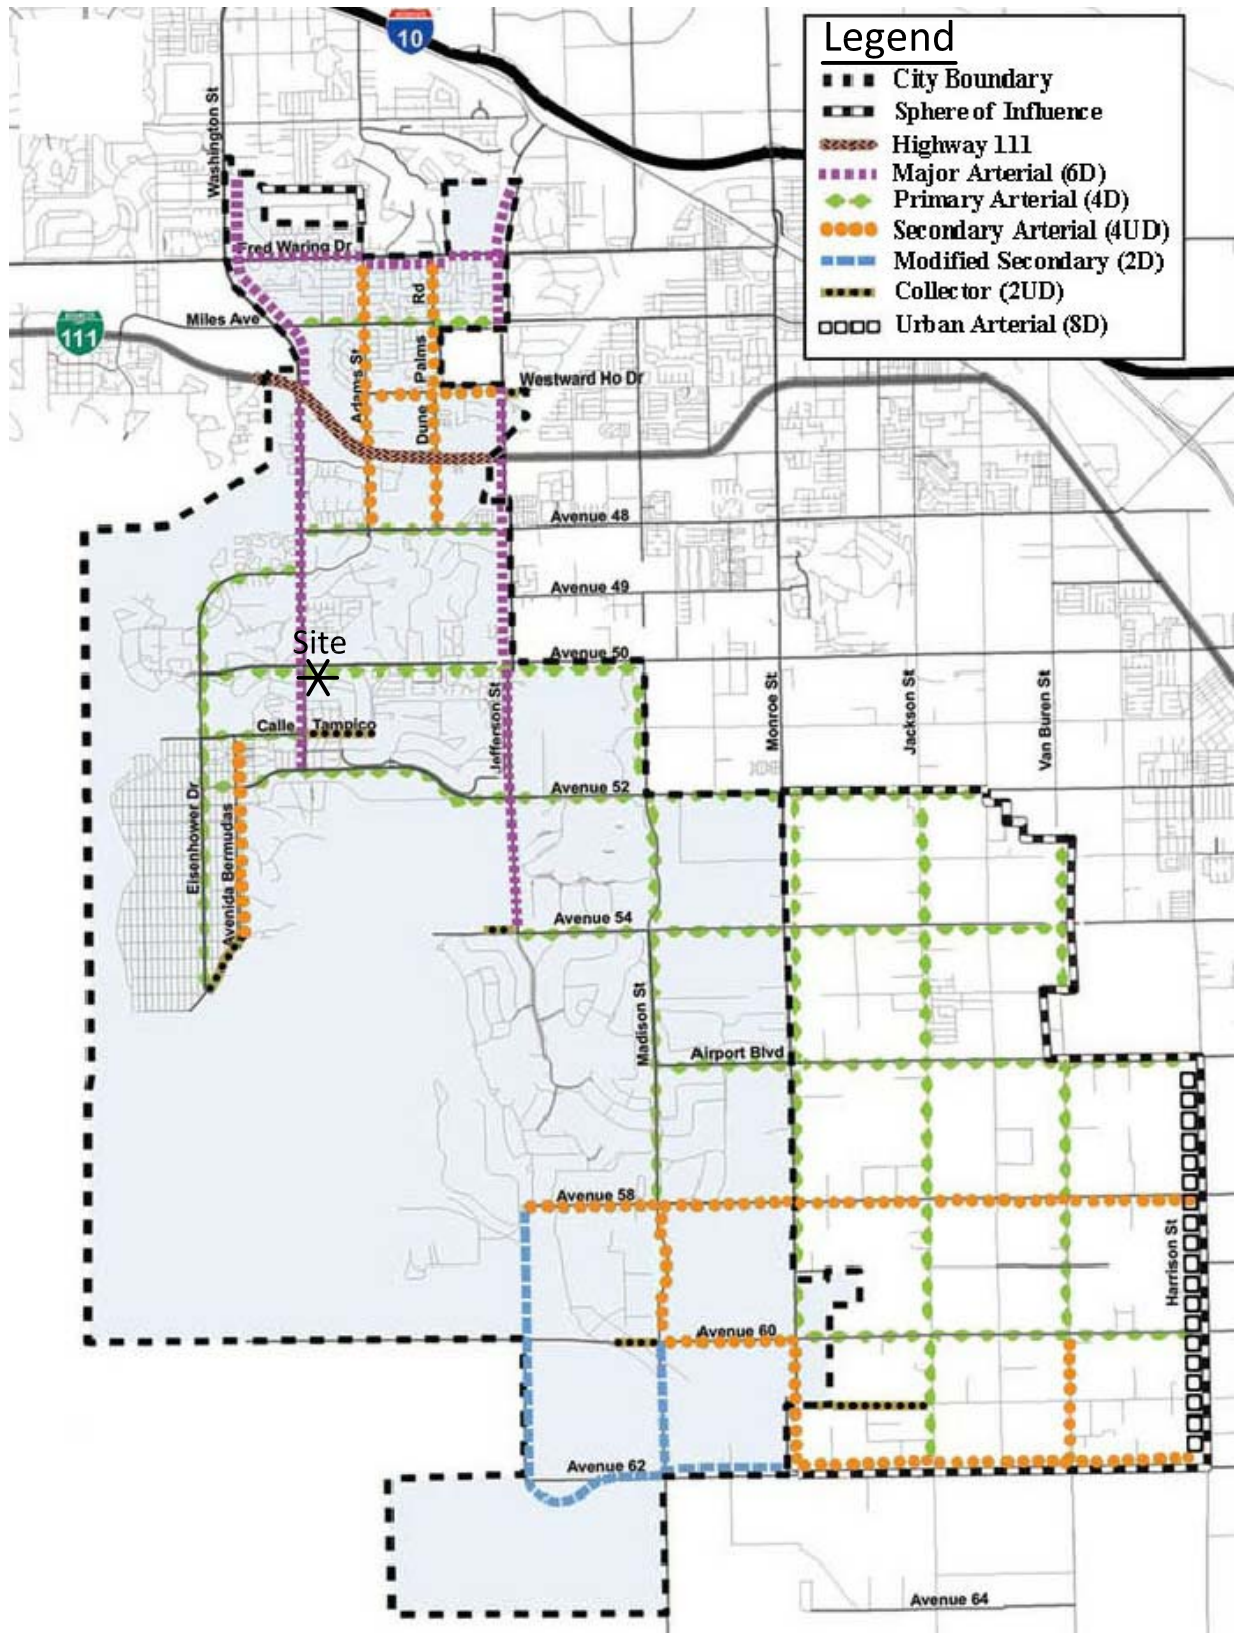 10
Legend
City Boundary
Sphere of Influence
Highway 111
Major Arterial (6D)
Primary Arterial (4D)
Secondary Arterial (4UD)
Modified Secondary (2D)
Collector (2UD)
Urban Arterial (8D)
Washington St
Fred Waring Dr
111
Miles Ave
Adams St
Dune Palms Rd
Westward Ho Dr
Avenue 48
Avenue 49
Site
Avenue 50
Calle Tampico
Jefferson St
Monroe St
Jackson St
Van Buren St
Avenue 52
Eisenhower Dr
Avenida Bermudas
Avenue 54
Madison St
Airport Blvd
Avenue 58
Harrison St
Avenue 60
Avenue 62
Avenue 64